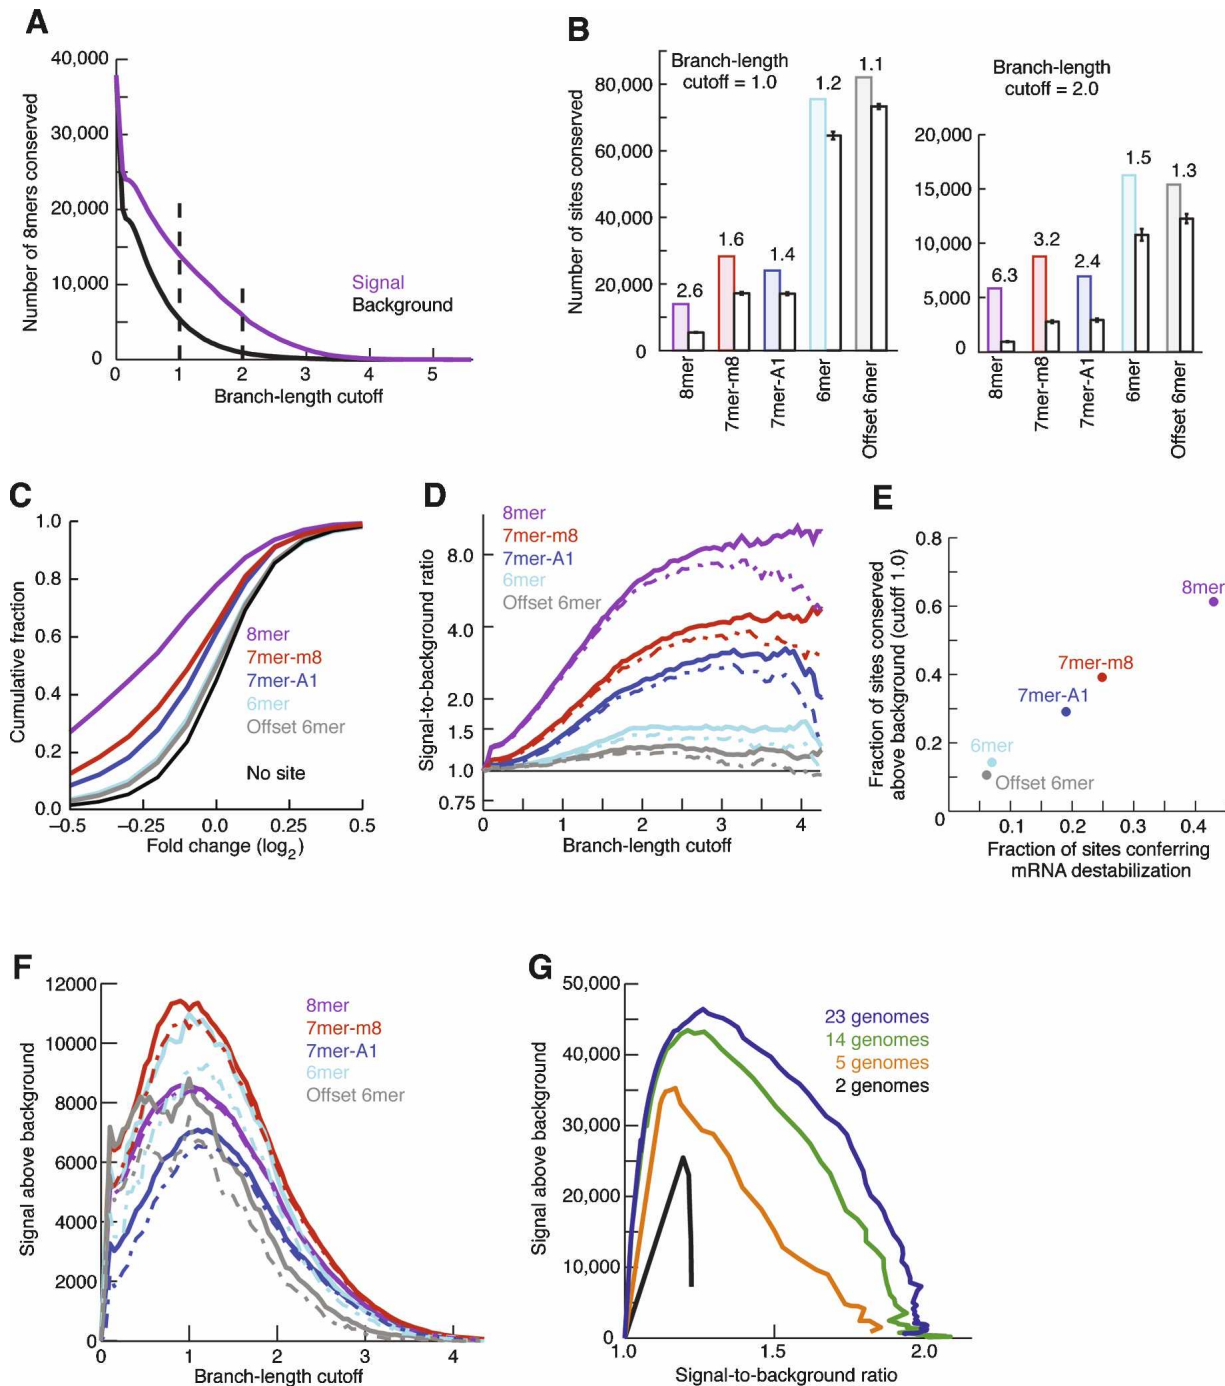 A
40,000
30,000
20,000
10,000
0
0 1 2 3 4 5
Number of 8mers conserved
Branch-length cutoff
Signal
Background
B
Number of sites conserved
80,000
60,000
40,000
20,000
0
Branch-length
cutoff = 1.0
2.6
1.6
1.4
1.2
1.1
8mer
7mer-m8
7mer-A1
6mer
Offset 6mer
Branch-length
cutoff = 2.0
20,000
15,000
10,000
5,000
0
6.3
3.2
2.4
1.5
1.3
8mer
7mer-m8
7mer-A1
6mer
Offset 6mer
C
Cumulative fraction
1.0
0.8
0.6
0.4
0.2
0.0
−0.5 −0.25 0.0 0.25 0.5
Fold change (log2)
8mer
7mer-m8
7mer-A1
6mer
Offset 6mer
No site
D
Signal-to-background ratio
8mer
7mer-m8
7mer-A1
6mer
Offset 6mer
8.0
4.0
2.0
1.5
1.0
0.75
0 1 2 3 4
Branch-length cutoff
E
Fraction of sites conserved
above background (cutoff 1.0)
0.8
0.6
0.4
0.2
0
0.1 0.2 0.3 0.4
8mer
7mer-m8
7mer-A1
6mer
Offset 6mer
Fraction of sites conferring
mRNA destabilization
F
Signal above background
12000
10000
8000
6000
4000
2000
0
0 1 2 3 4
Branch-length cutoff
8mer
7mer-m8
7mer-A1
6mer
Offset 6mer
G
Signal above background
50,000
40,000
30,000
20,000
10,000
0
1.0 1.5 2.0
Signal-to-background ratio
23 genomes
14 genomes
5 genomes
2 genomes